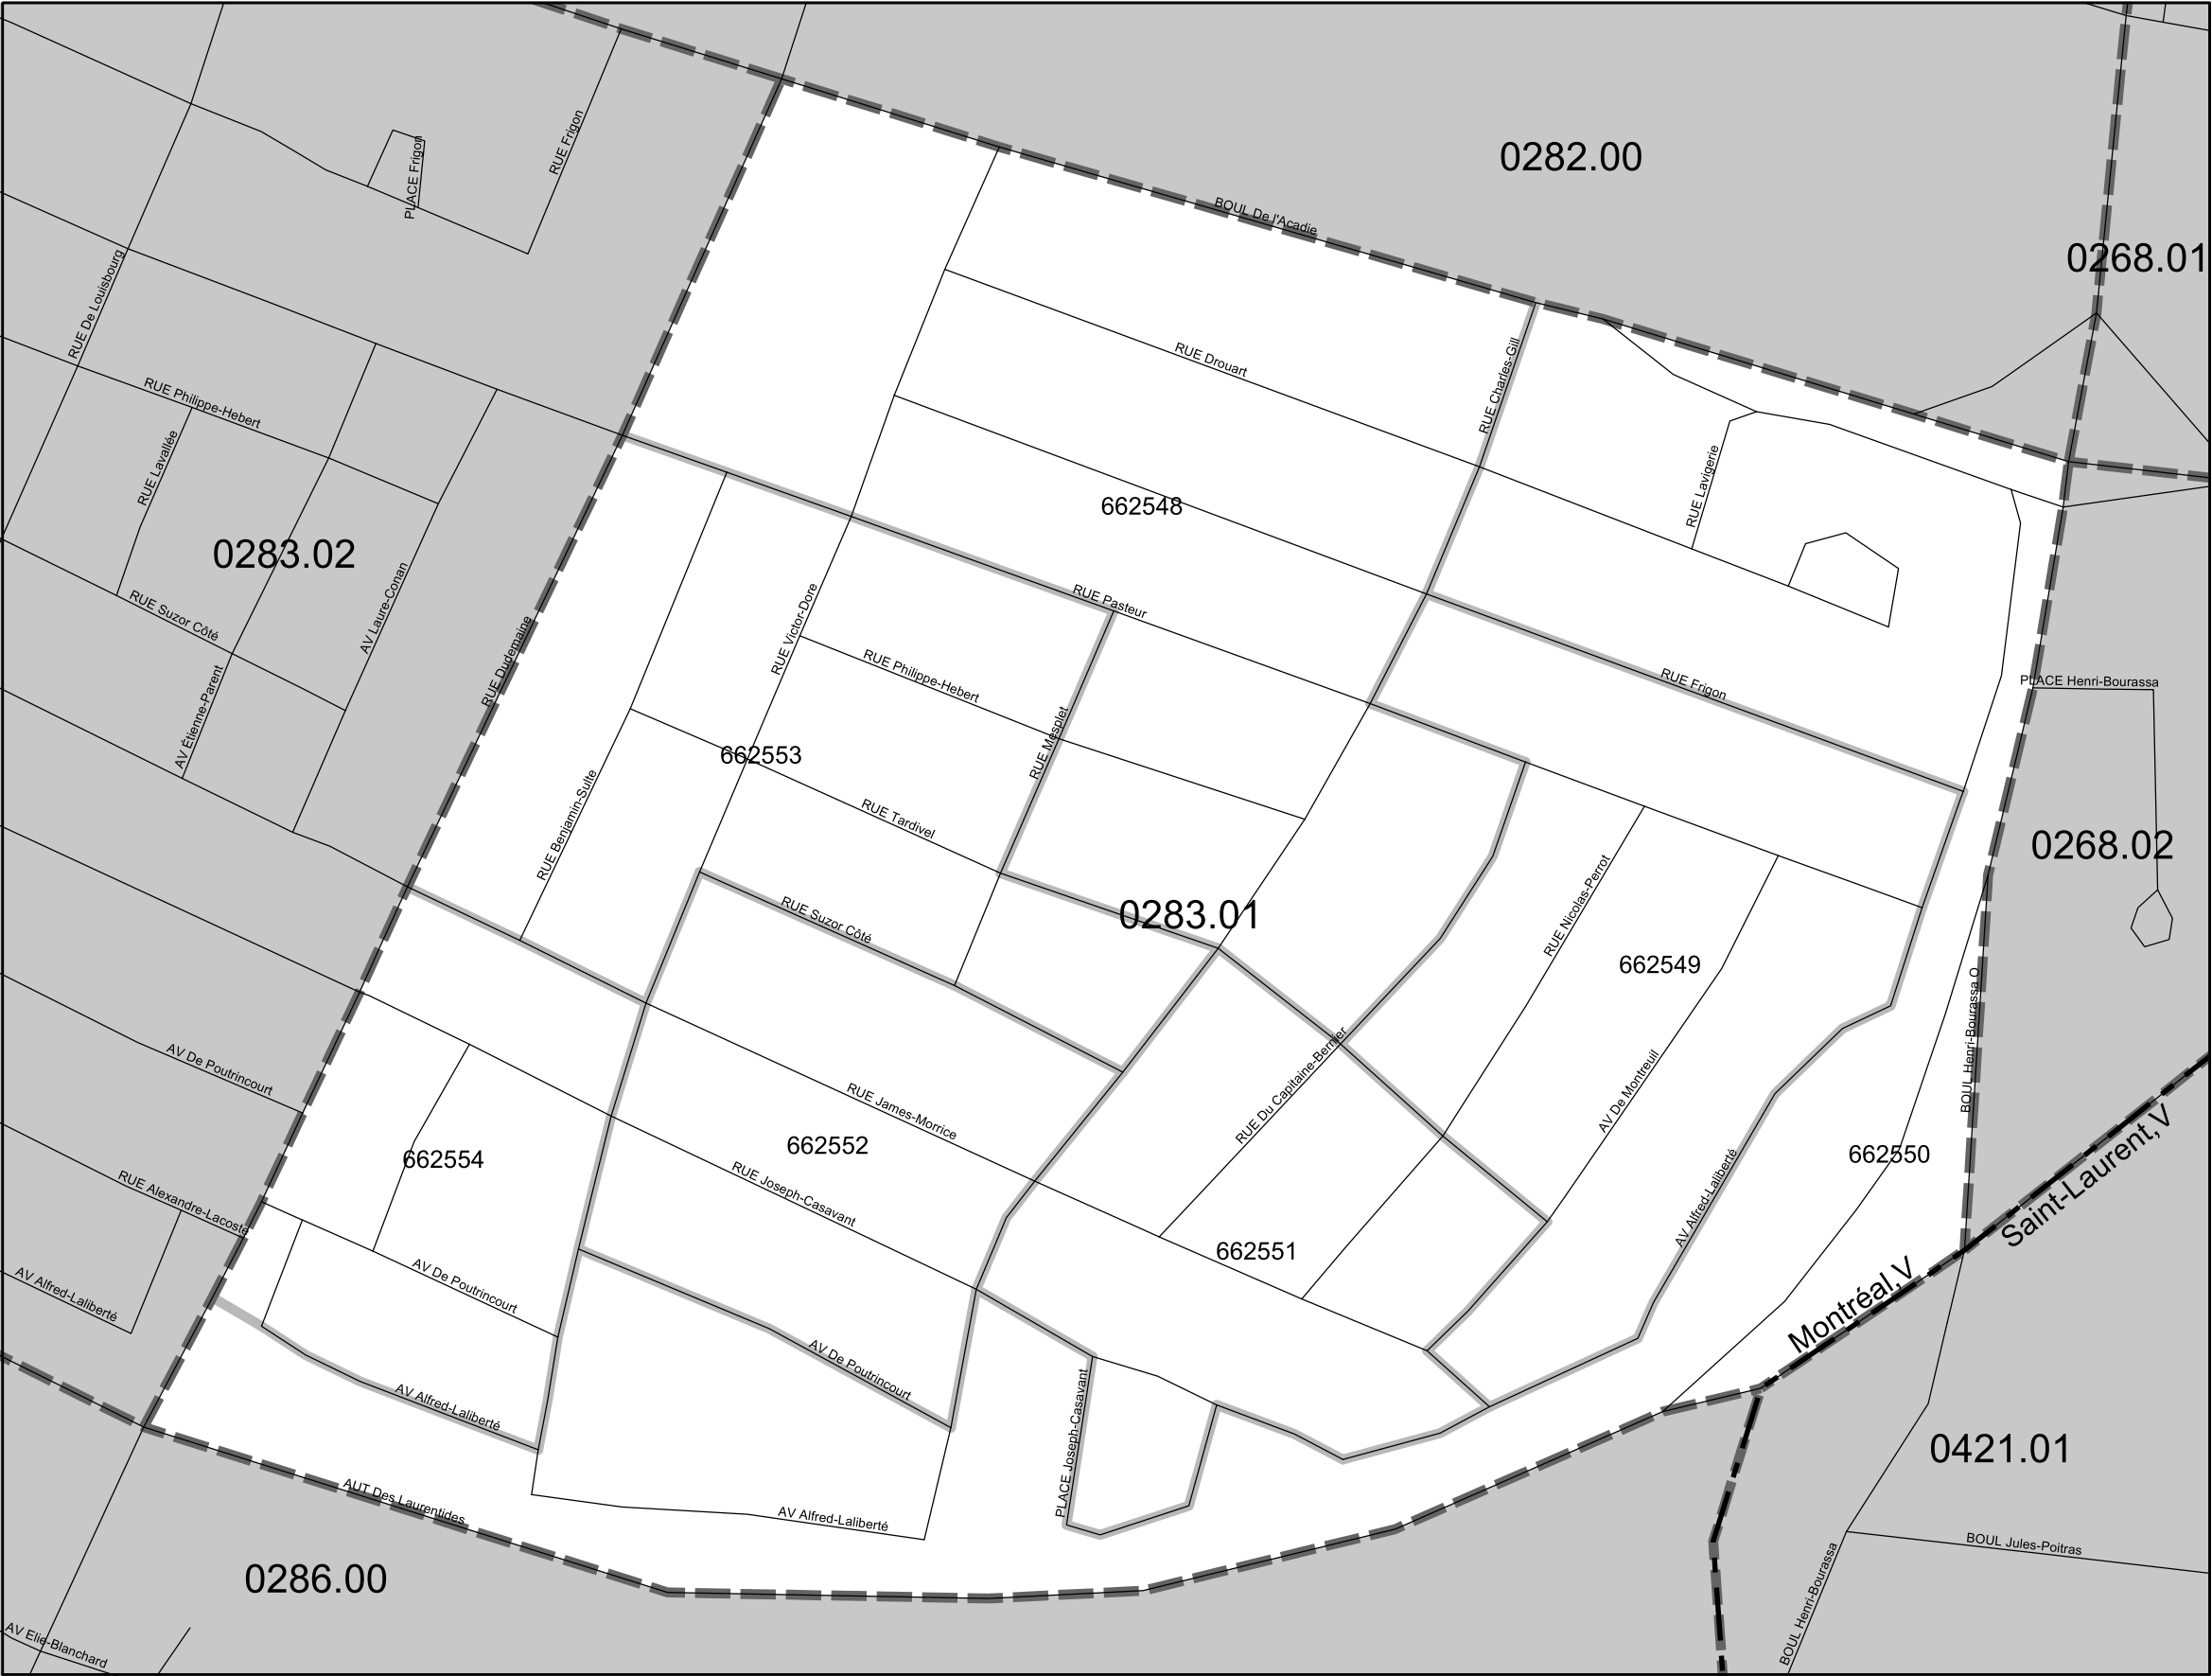 RUE Frigon
PLACE Frigon
0282.00
BOUL De l'Acadie
0268.01
RUE De Louisbourg
RUE Drouart
RUE Charles-Gill
RUE Philippe-Hebert
RUE Lavallée
RUE Lavigerie
662548
0283.02
RUE Suzor Côté
AV Laure-Conan
RUE Pasteur
RUE Victor-Dore
RUE Dudemaine
AV Étienne-Parent
RUE Philippe-Hebert
RUE Mesplet
RUE Frigon
PLACE Henri-Bourassa
662553
RUE Benjamin-Sulte
RUE Tardivel
0268.02
RUE Suzor Côté
0283.01
RUE Nicolas-Perrot
662549
BOUL Henri-Bourassa O
AV De Poutrincourt
RUE James-Morrice
RUE Du Capitaine-Bernier
AV De Montreuil
662554
662552
662550
RUE Alexandre-Lacoste
RUE Joseph-Casavant
AV Alfred-Laliberté
Saint-Laurent,V
662551
AV Alfred-Laliberté
AV De Poutrincourt
Montréal,V
AV De Poutrincourt
AV Alfred-Laliberté
PLACE Joseph-Casavant
0421.01
AUT Des Laurentides
AV Alfred-Laliberté
BOUL Jules-Poitras
0286.00
BOUL Henri-Bourassa
AV Elie-Blanchard